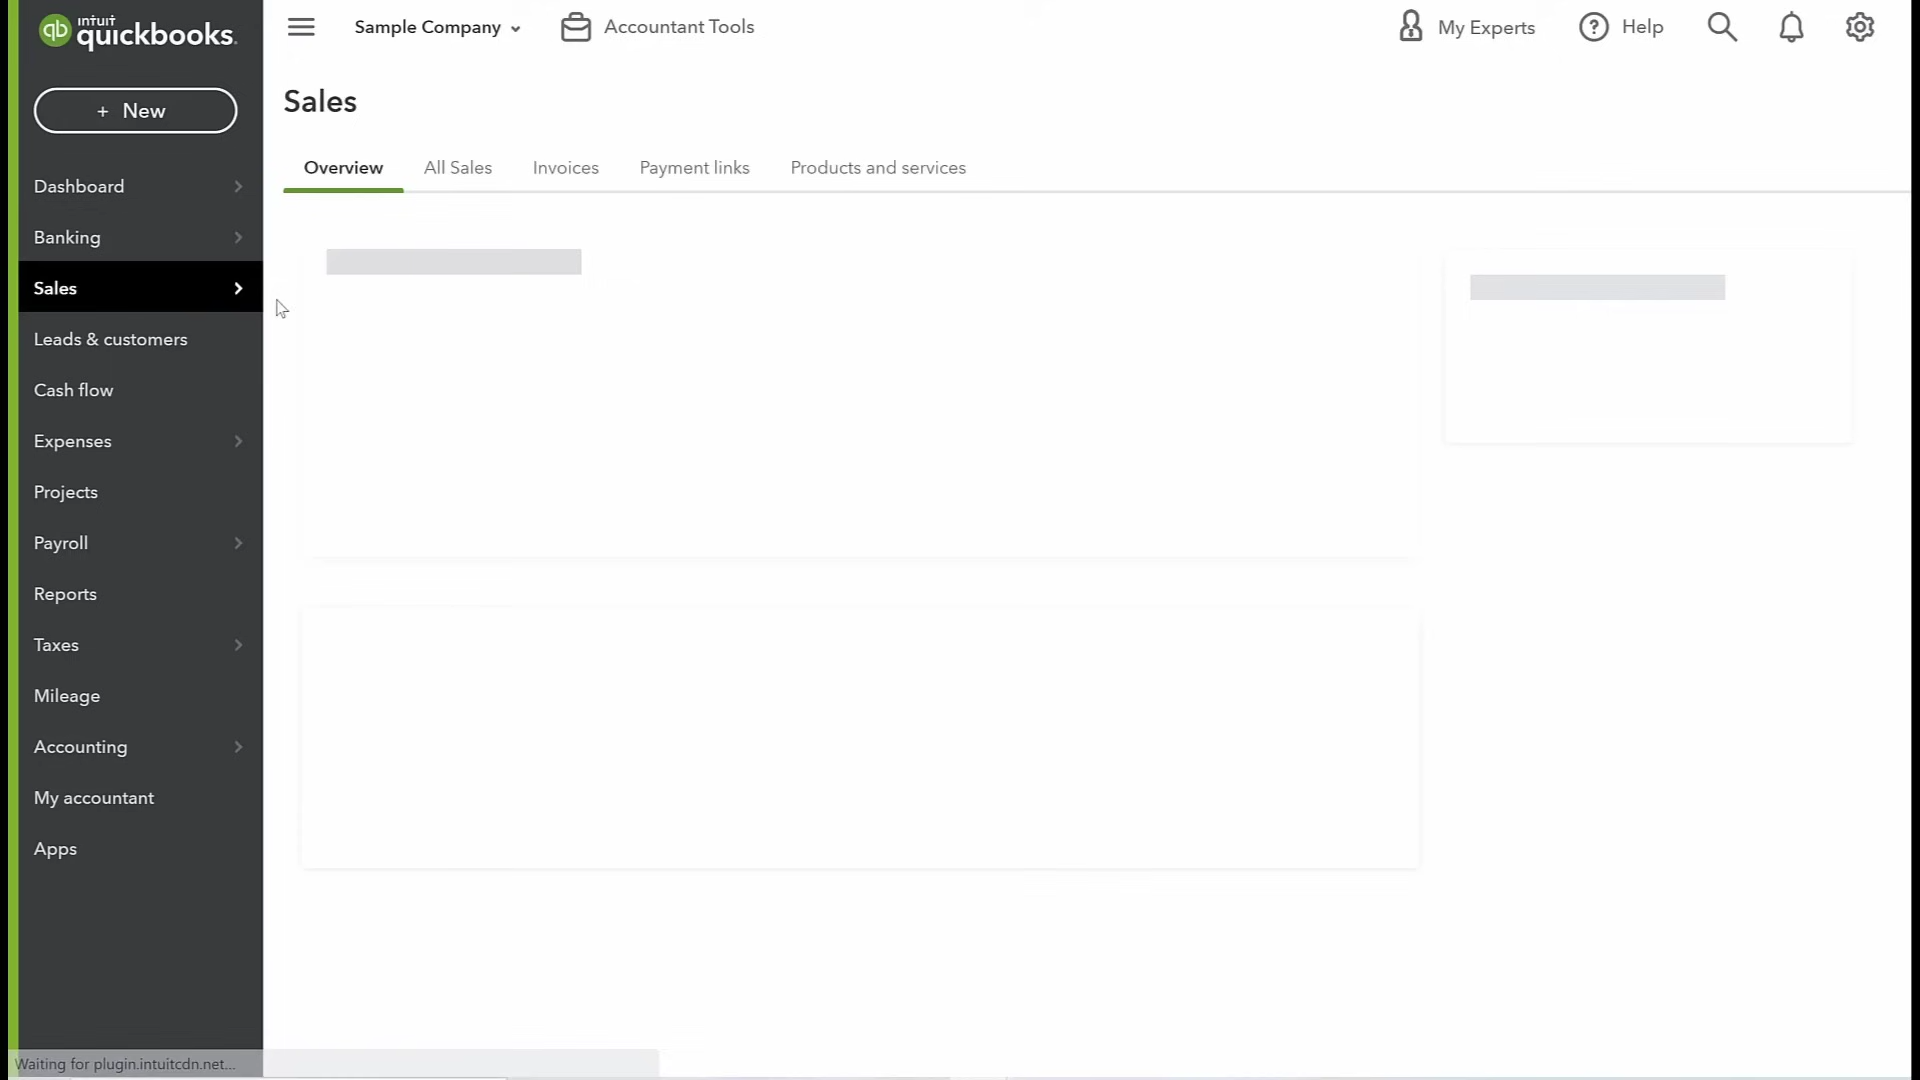 intuit
quickbooks.
Sample Company
Accountant Tools
My Experts
Help
+ New
Sales
Overview
All Sales
Invoices
Payment links
Products and services
Dashboard
Banking
Sales
Leads & customers
Cash flow
Expenses
Projects
Payroll
Reports
Taxes
Mileage
Accounting
My accountant
Apps
Waiting for plugin.intuitcdn.net...